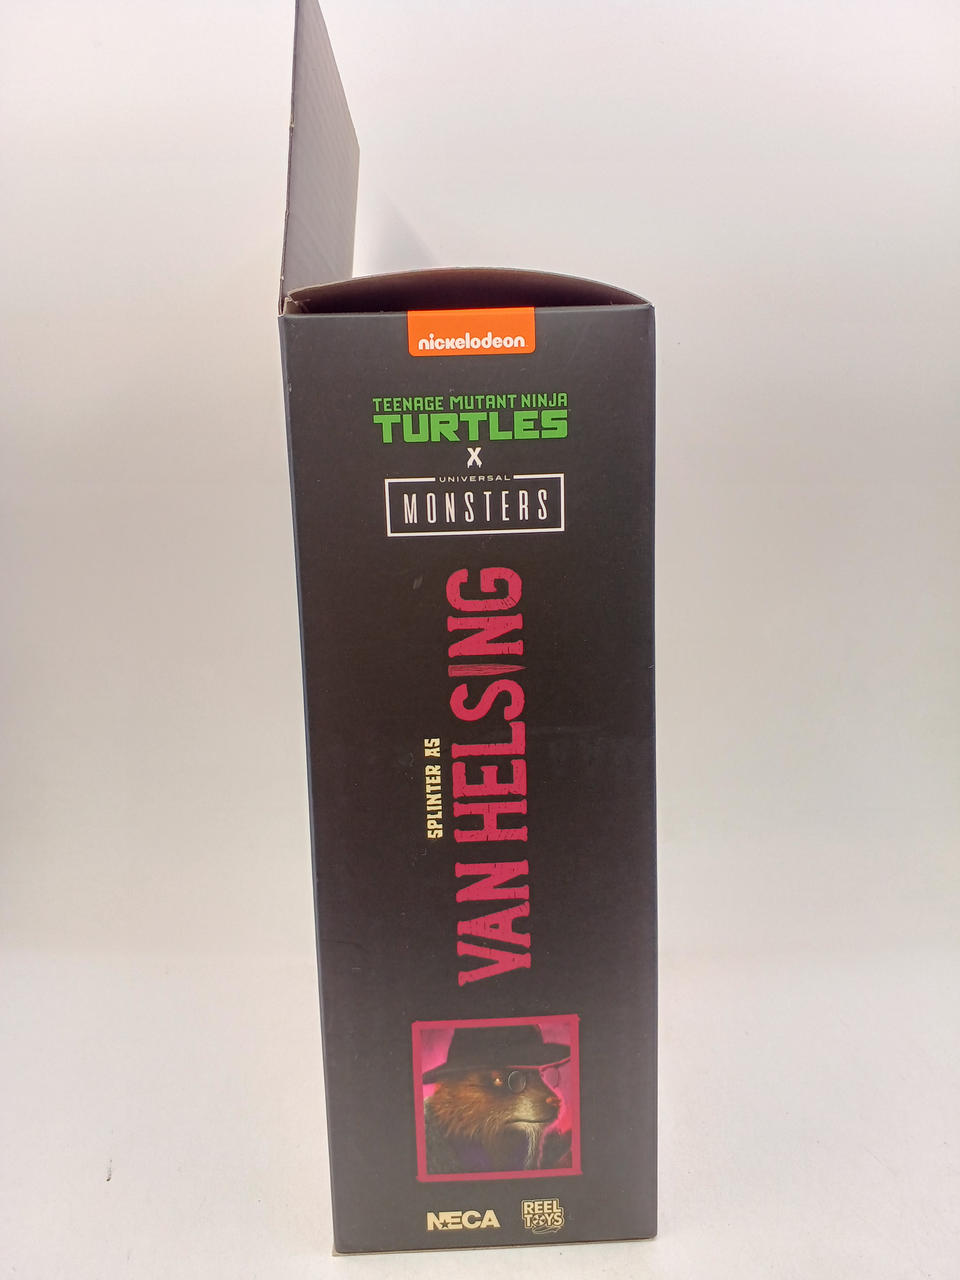 nickelodeon
TEENAGE MUTANT NINJA
TURTLES
X
UNIVERSAL
MONSTERS
SPLINTER AS
VAN HELSING
NECA
REEL
TOYS